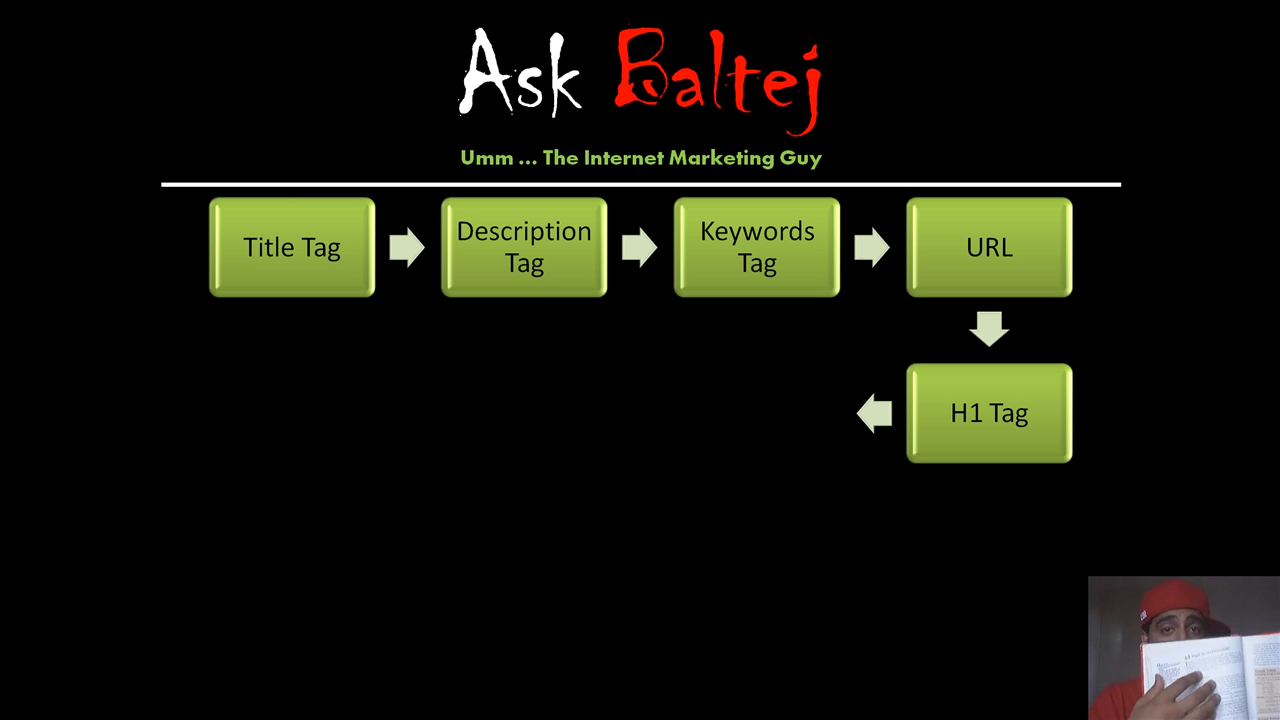 Ask Baltej
Umm ... The Internet Marketing Guy
Title Tag
Description
Tag
Keywords
Tag
URL
H1 Tag